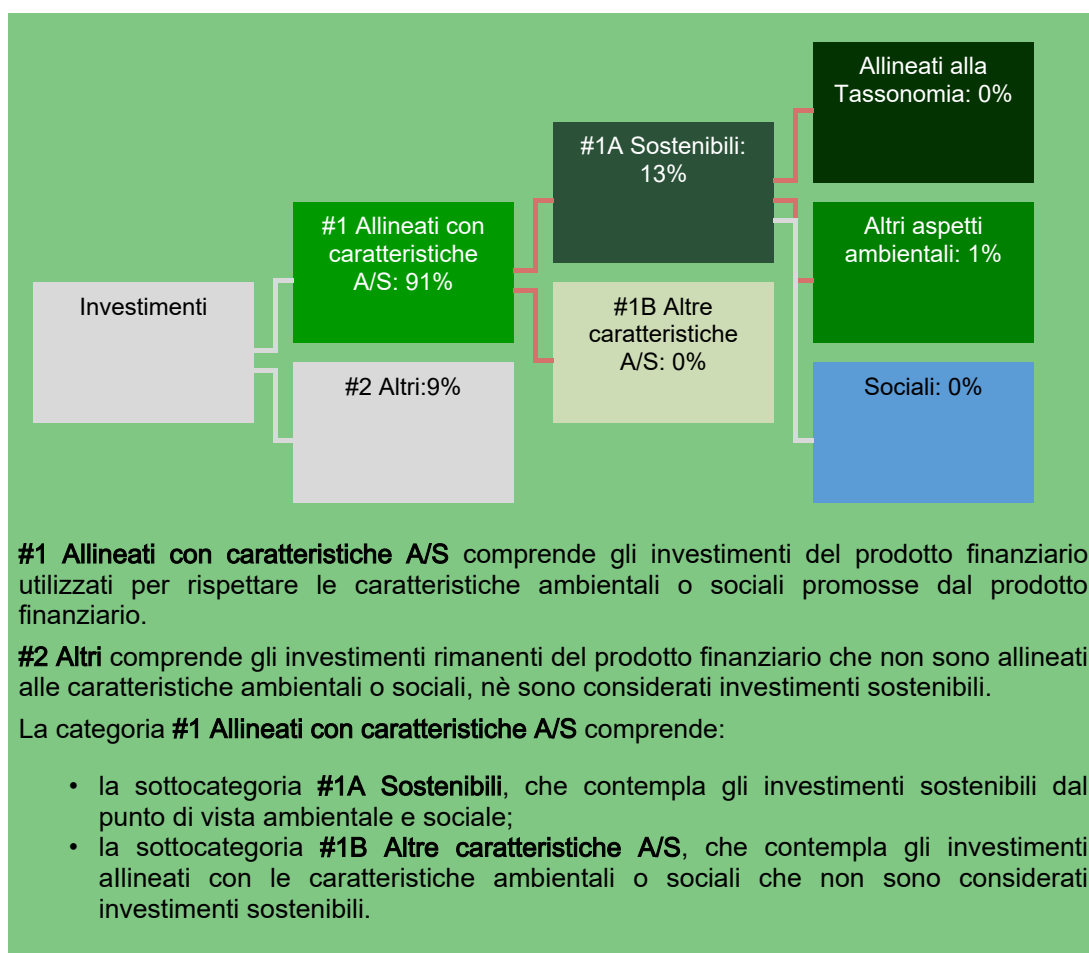 Allineati alla
Tassonomia: 0%
#1A Sostenibili:
13%
#1 Allineati con
caratteristiche
A/S: 91%
Altri aspetti
ambientali: 1%
Investimenti
#1B Altre
caratteristiche
A/S: 0%
#2 Altri:9%
Sociali: 0%
#1 Allineati con caratteristiche A/S comprende gli investimenti del prodotto finanziario
utilizzati per rispettare le caratteristiche ambientali o sociali promosse dal prodotto
finanziario.
#2 Altri comprende gli investimenti rimanenti del prodotto finanziario che non sono allineati
alle caratteristiche ambientali o sociali, nè sono considerati investimenti sostenibili.
La categoria #1 Allineati con caratteristiche A/S comprende:
• la sottocategoria #1A Sostenibili, che contempla gli investimenti sostenibili dal
punto di vista ambientale e sociale;
• la sottocategoria #1B Altre caratteristiche A/S, che contempla gli investimenti
allineati con le caratteristiche ambientali o sociali che non sono considerati
investimenti sostenibili.